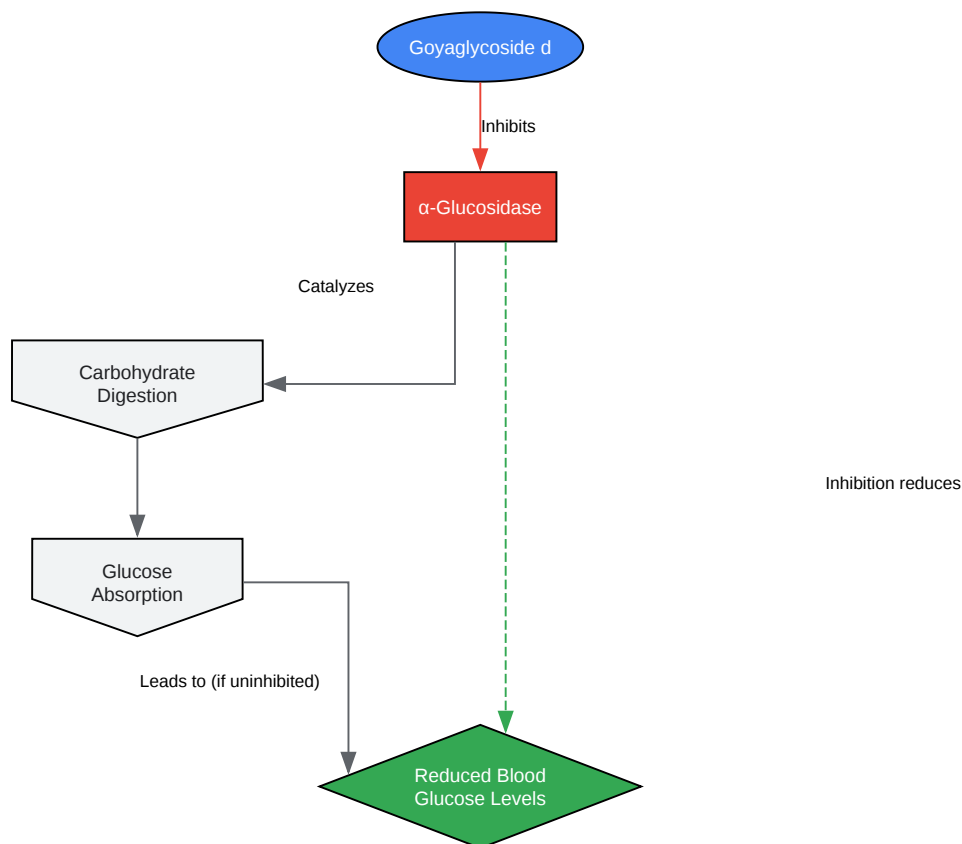 Goyaglycoside d
Inhibits
α-Glucosidase
Catalyzes
Carbohydrate
Digestion
Inhibition reduces
Glucose
Absorption
Leads to (if uninhibited)
Reduced Blood
Glucose Levels